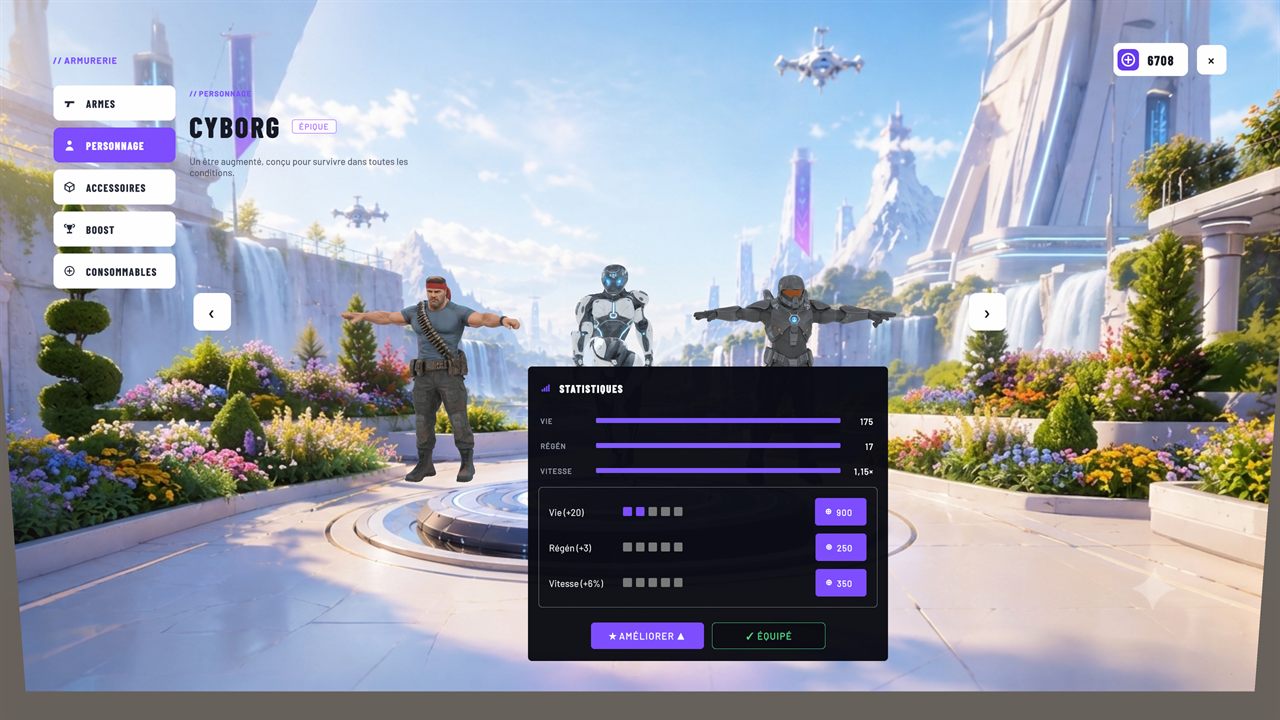 // ARMURERIE
6708
×
ARMES
// PERSONNAGE
CYBORG
ÉPIQUE
PERSONNAGE
Un être augmenté, conçu pour survivre dans toutes les
conditions.
ACCESSOIRES
BOOST
CONSOMMABLES
‹
›
STATISTIQUES
VIE 175
RÉGÉN 17
VITESSE 1,15×
Vie (+20) 900
Régén (+3) 250
Vitesse (+6%) 350
★ AMÉLIORER ▲
✓ ÉQUIPÉ